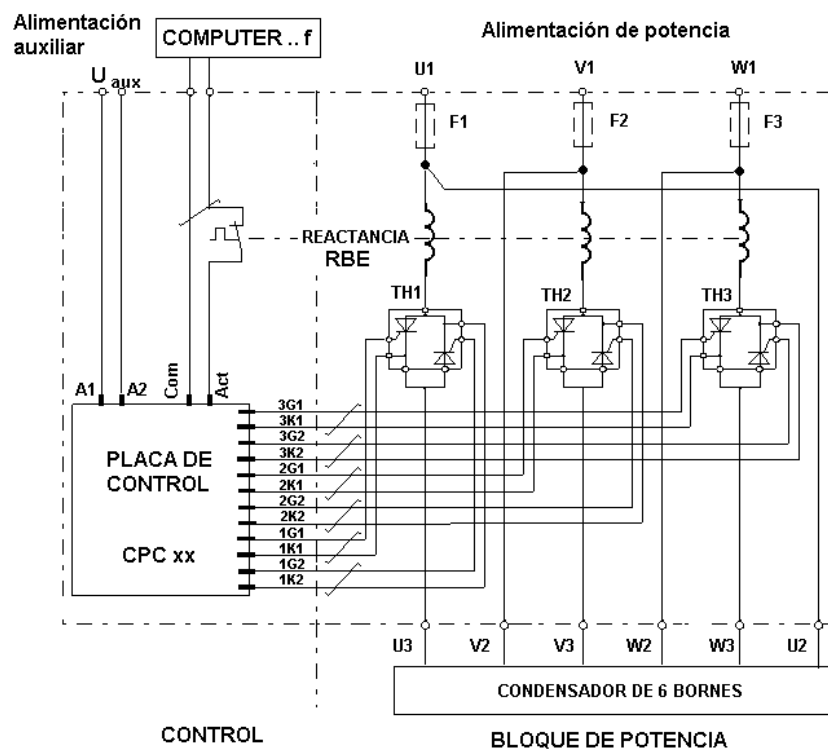 Alimentación
auxiliar
COMPUTER .. f
Alimentación de potencia
U aux
U1
V1
W1
F1
F2
F3
REACTANCIA
RBE
TH1
TH2
TH3
A1
A2
Com
Act
PLACA DE
CONTROL
CPC xx
3G1
3K1
3G2
3K2
2G1
2K1
2G2
2K2
1G1
1K1
1G2
1K2
U3
V2
V3
W2
W3
U2
CONDENSADOR DE 6 BORNES
CONTROL
BLOQUE DE POTENCIA